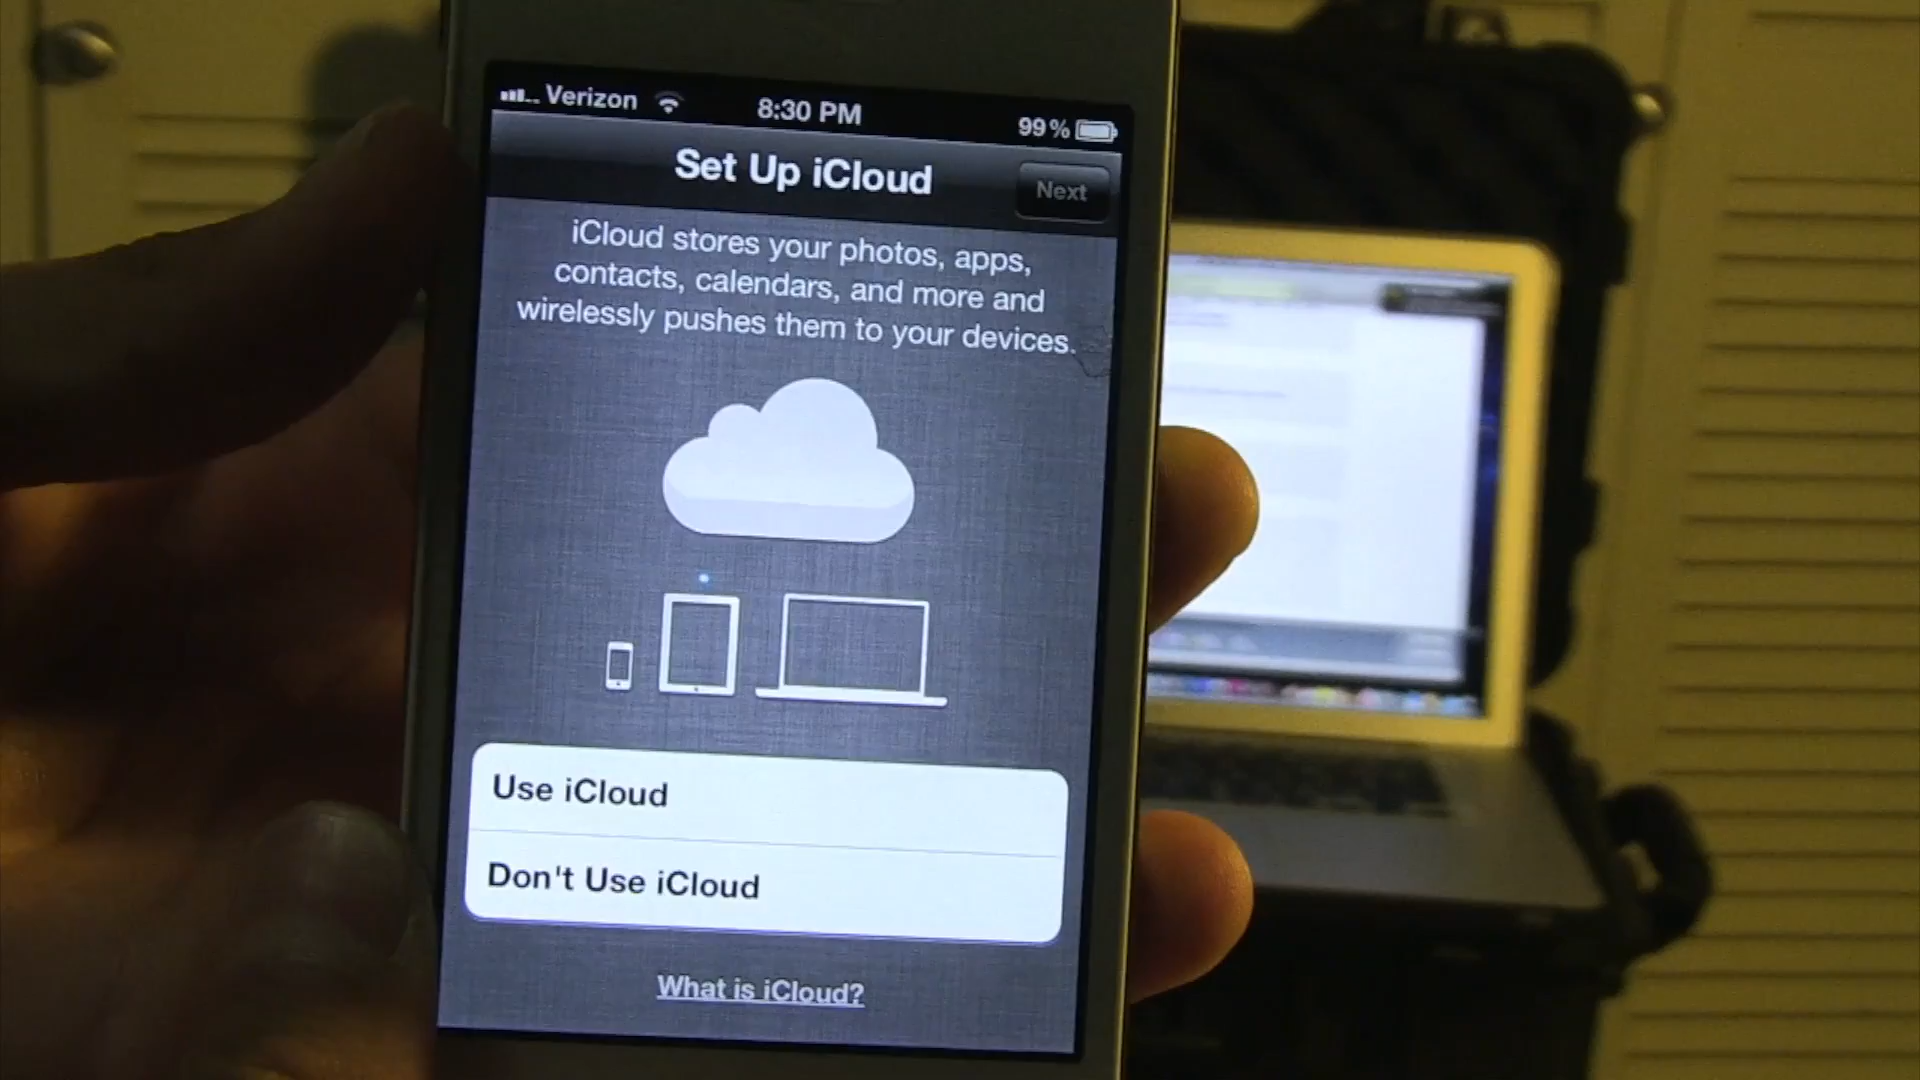 Verizon 8:30 PM 99%
Set Up iCloud Next
iCloud stores your photos, apps,
contacts, calendars, and more and
wirelessly pushes them to your devices.
Use iCloud
Don't Use iCloud
What is iCloud?